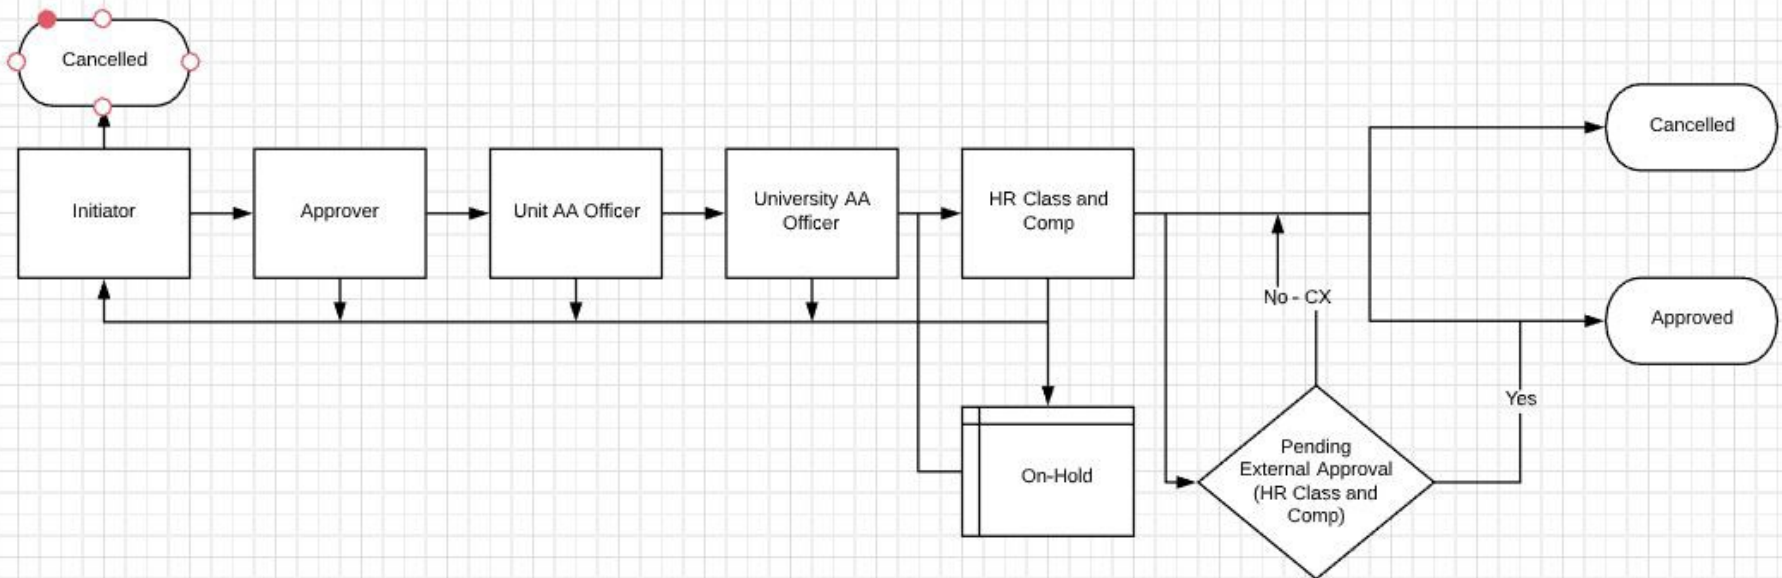 Cancelled
Cancelled
Initiator
Approver
Unit AA Officer
University AA
Officer
HR Class and
Comp
No - CX
Approved
Yes
On-Hold
Pending
External Approval
(HR Class and
Comp)